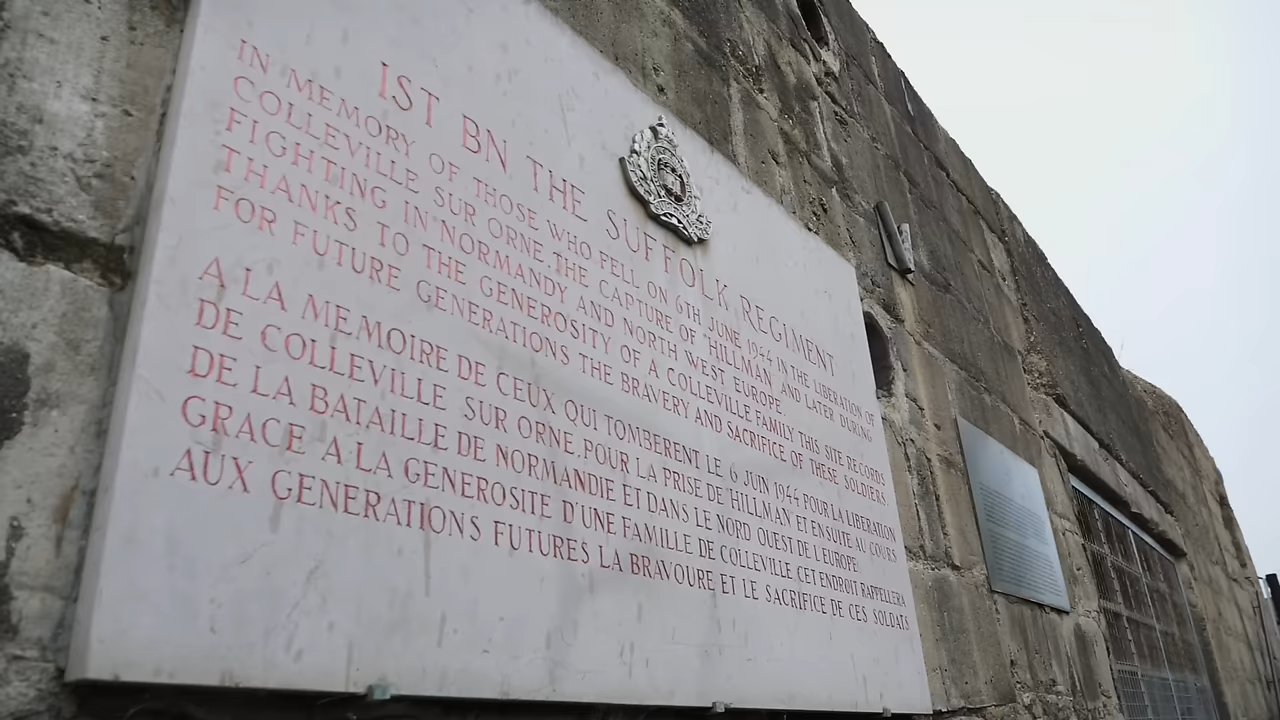 IST BN THE SUFFOLK REGIMENT
IN MEMORY OF THOSE WHO FELL ON 6TH JUNE 1944 IN THE LIBERATION OF
COLLEVILLE SUR ORNE, THE CAPTURE OF 'HILLMAN' AND LATER DURING
FIGHTING IN NORMANDY AND NORTH WEST EUROPE.
THANKS TO THE GENEROSITY OF A COLLEVILLE FAMILY THIS SITE RECORDS
FOR FUTURE GENERATIONS THE BRAVERY AND SACRIFICE OF THESE SOLDIERS.
A LA MEMOIRE DE CEUX QUI TOMBERENT LE 6 JUIN 1944 POUR LA LIBERATION
DE COLLEVILLE SUR ORNE. POUR LA PRISE DE 'HILLMAN' ET ENSUITE AU COURS
DE LA BATAILLE DE NORMANDIE ET DANS LE NORD OUEST DE L'EUROPE
GRACE A LA GENEROSITE D'UNE FAMILLE DE COLLEVILLE CET ENDROIT RAPPELLERA
AUX GENERATIONS FUTURES LA BRAVOURE ET LE SACRIFICE DE CES SOLDATS